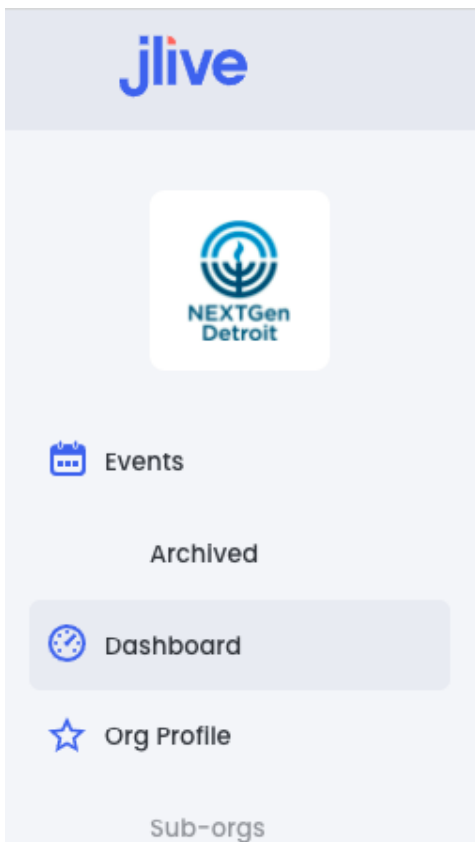 jlive
NEXTGen
Detroit
Events
Archived
Dashboard
Org Profile
Sub-orgs